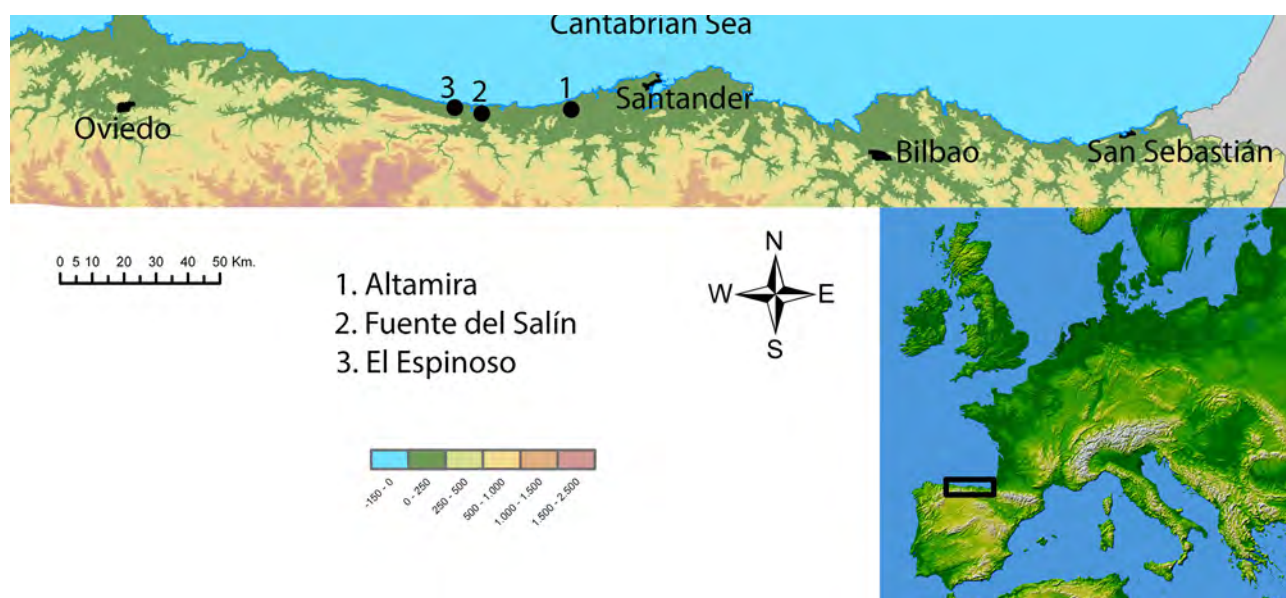 Cantabrian Sea
3
2
1
Santander
Oviedo
Bilbao
San Sebastián
0 5 10 20 30 40 50 Km.
N
W E
S
1. Altamira
2. Fuente del Salín
3. El Espinoso
-150 - 0
0 - 250
250 - 500
500 - 1.000
1.000 - 1.500
1.500 - 2.500